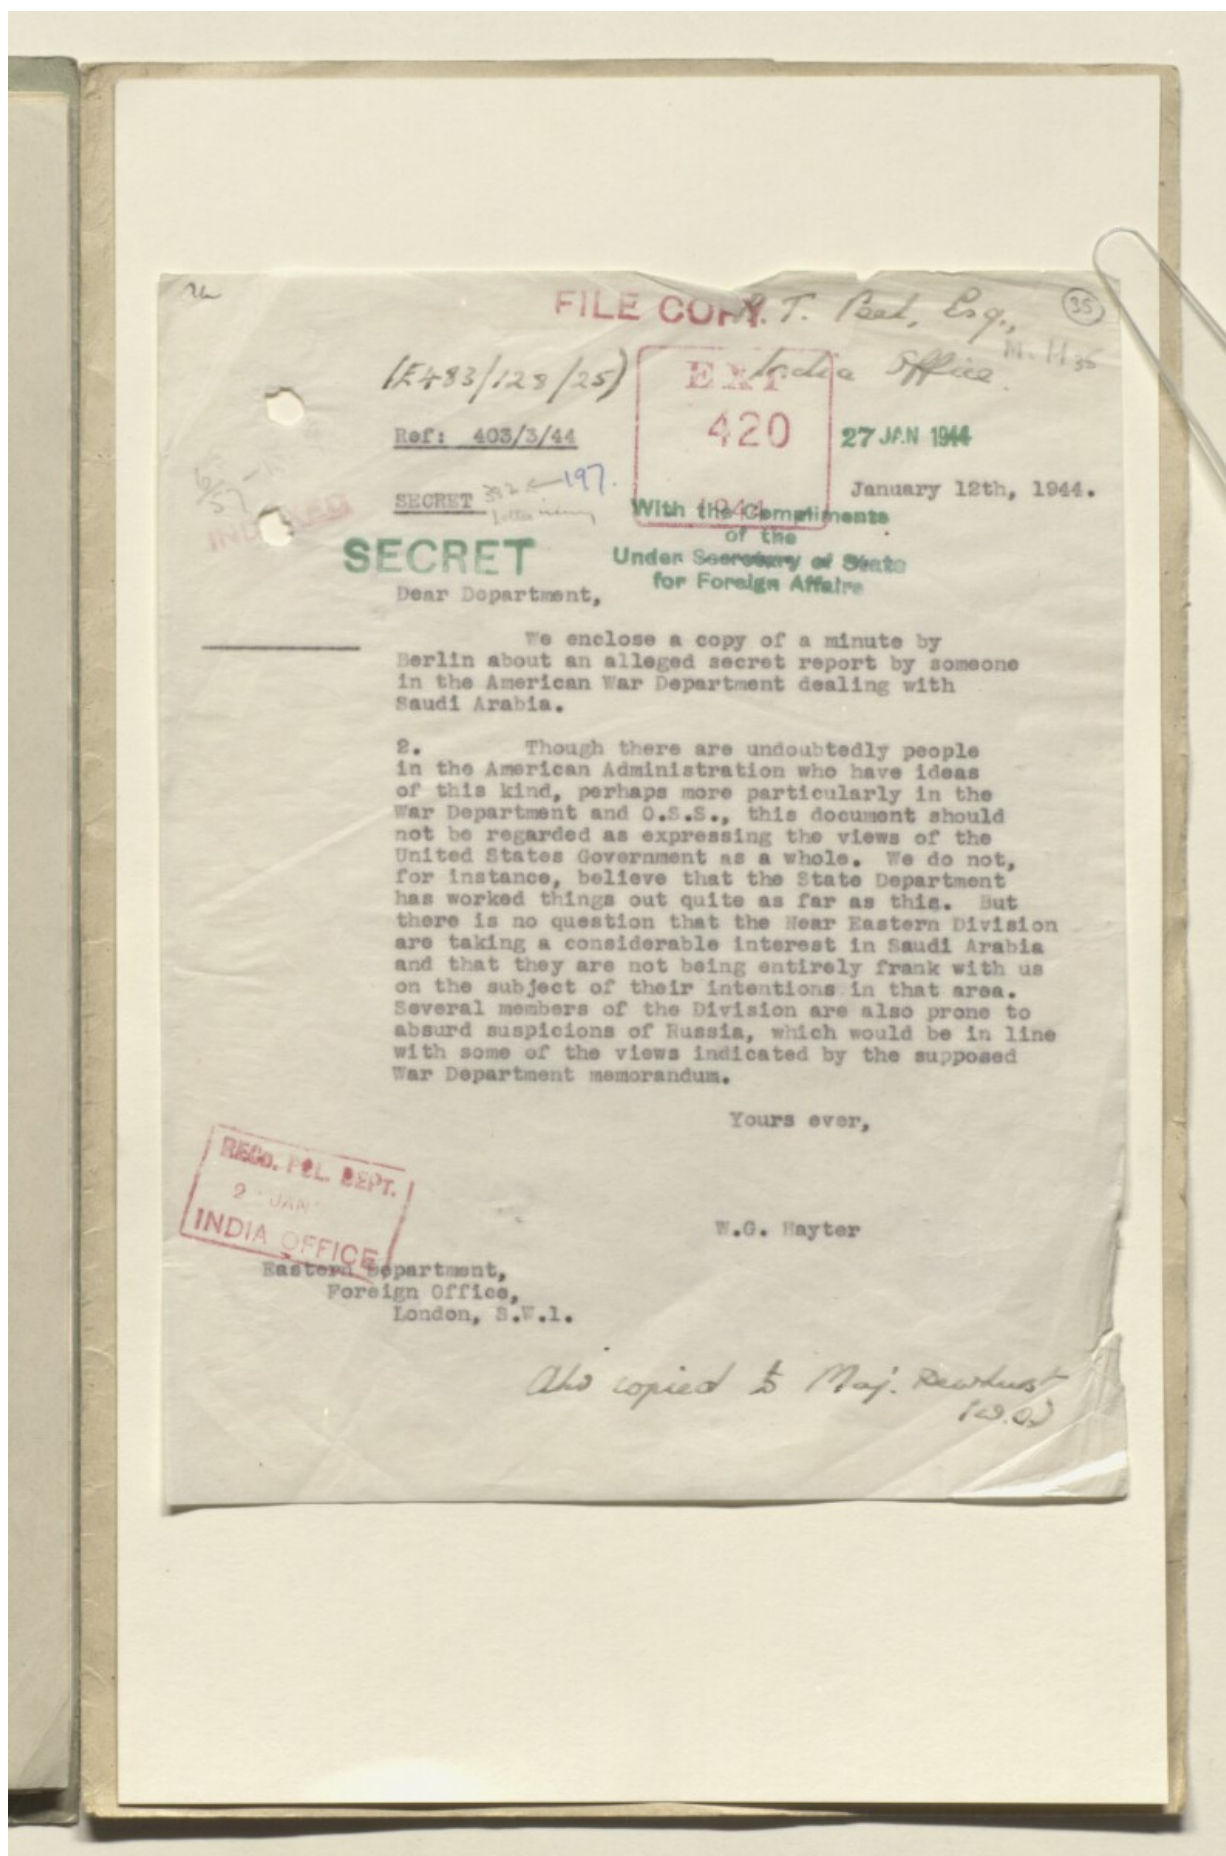 FILE COPY
R. T. Peel, Esq.,
35
India Office.
(E483/128/25)
EXT
420
1944
Ref: 403/3/44
27 JAN 1944
January 12th, 1944.
SECRET
197.
INDEXED
With the Compliments
of the
Under Secretary of State
for Foreign Affairs
SECRET
Dear Department,
We enclose a copy of a minute by
Berlin about an alleged secret report by someone
in the American War Department dealing with
Saudi Arabia.
2. Though there are undoubtedly people
in the American Administration who have ideas
of this kind, perhaps more particularly in the
War Department and O.S.S., this document should
not be regarded as expressing the views of the
United States Government as a whole. We do not,
for instance, believe that the State Department
has worked things out quite as far as this. But
there is no question that the Near Eastern Division
are taking a considerable interest in Saudi Arabia
and that they are not being entirely frank with us
on the subject of their intentions in that area.
Several members of the Division are also prone to
absurd suspicions of Russia, which would be in line
with some of the views indicated by the supposed
War Department memorandum.
Yours ever,
W.G. Hayter
RECD. POL. DEPT.
JAN
INDIA OFFICE
Eastern Department,
Foreign Office,
London, S.W.1.
Also copied to Maj.
(W.O.)